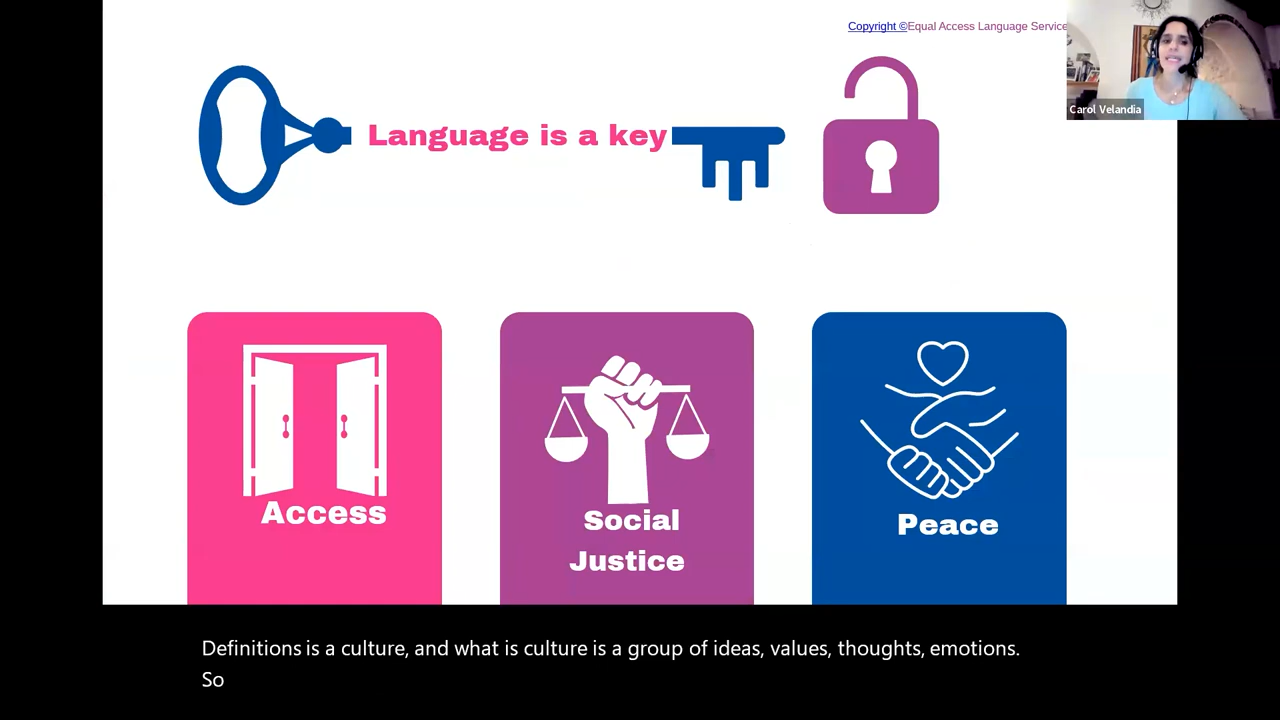 Copyright ©Equal Access Language Service
Carol Velandia
Language is a key
Access
Social
Justice
Peace
Definitions is a culture, and what is culture is a group of ideas, values, thoughts, emotions.
So